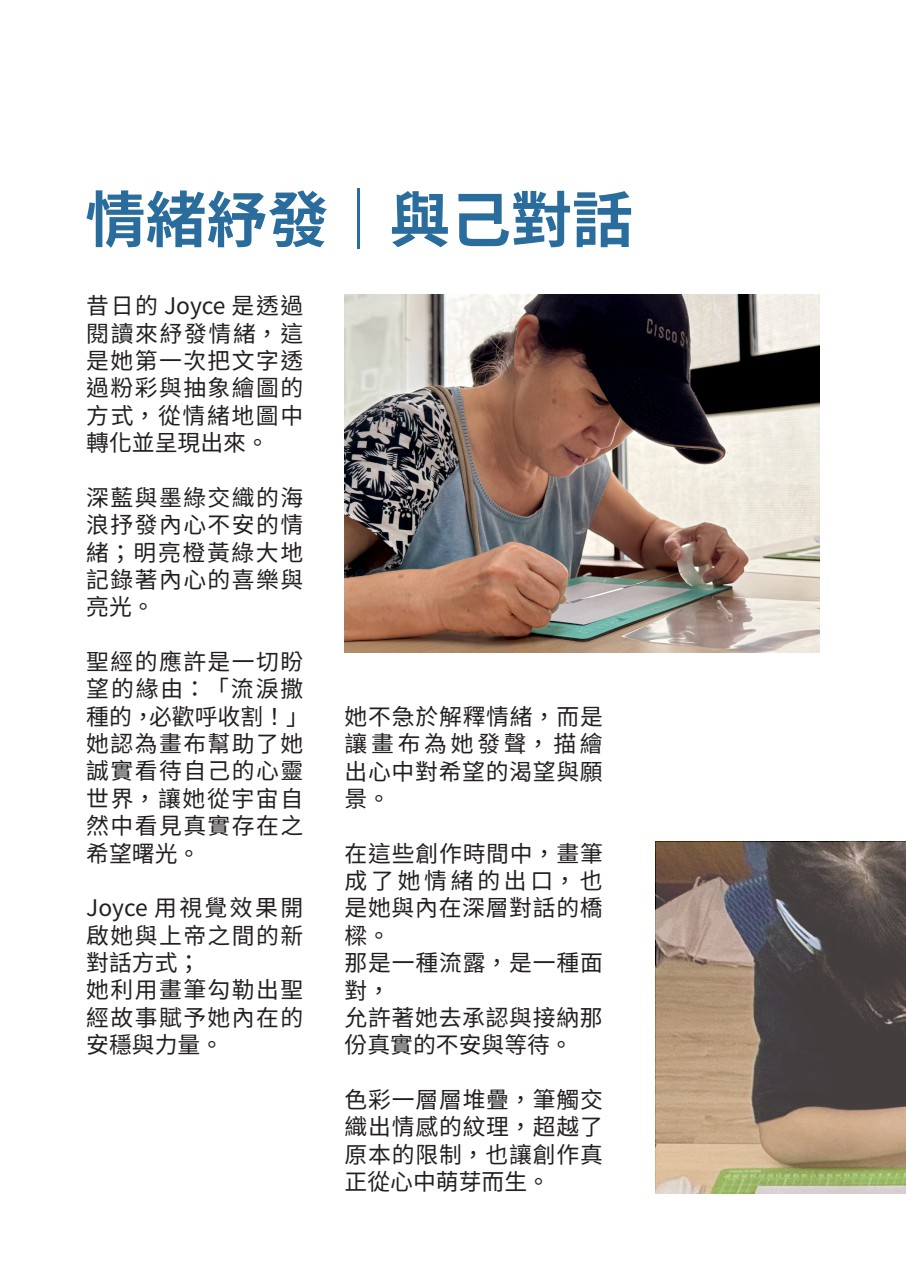 情緒紓發｜與己對話
昔日的 Joyce 是透過
閱讀來紓發情緒，這
是她第一次把文字透
過粉彩與抽象繪圖的
方式，從情緒地圖中
轉化並呈現出來。
深藍與墨綠交織的海
浪抒發內心不安的情
緒；明亮橙黃綠大地
記錄著內心的喜樂與
亮光。
聖經的應許是一切盼
望的緣由：「流淚撒
種的，必歡呼收割！」
她認為畫布幫助了她
誠實看待自己的心靈
世界，讓她從宇宙自
然中看見真實存在之
希望曙光。
Joyce 用視覺效果開
啟她與上帝之間的新
對話方式；
她利用畫筆勾勒出聖
經故事賦予她內在的
安穩與力量。
Cisco S
她不急於解釋情緒，而是
讓畫布為她發聲，描繪
出心中對希望的渴望與願
景。
在這些創作時間中，畫筆
成了她情緒的出口，也
是她與內在深層對話的橋
樑。
那是一種流露，是一種面
對，
允許著她去承認與接納那
份真實的不安與等待。
色彩一層層堆疊，筆觸交
織出情感的紋理，超越了
原本的限制，也讓創作真
正從心中萌芽而生。